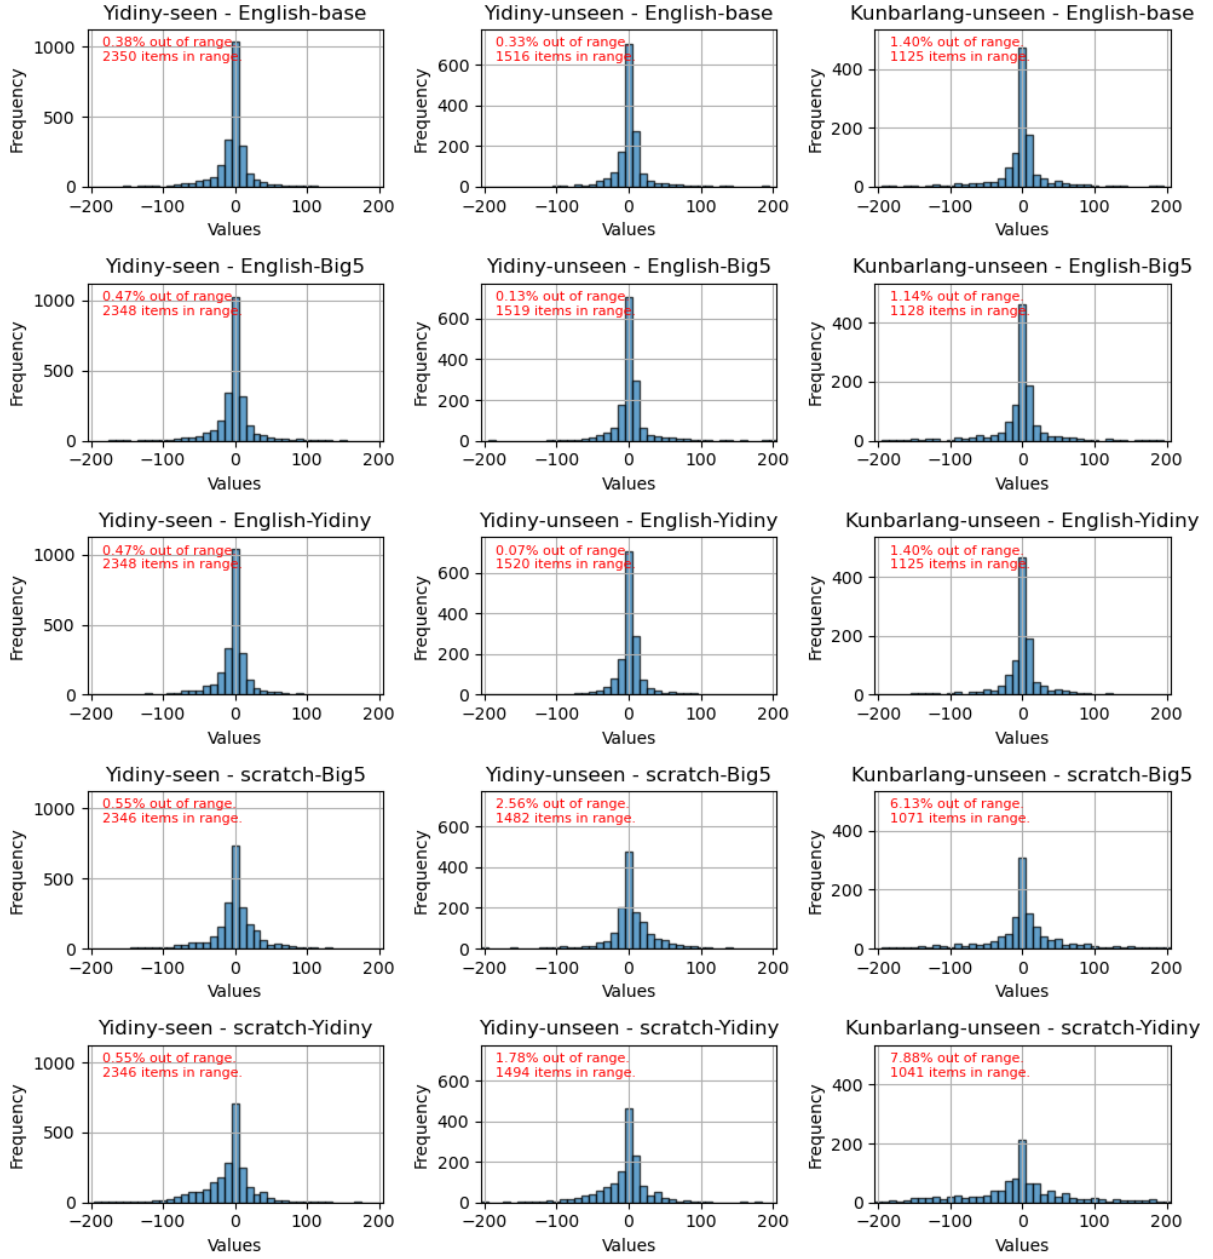 Yidiny-seen - English-base
0.38% out of range.
2350 items in range.
Frequency
1000
500
0
−200 −100 0 100 200
Values
Yidiny-unseen - English-base
0.33% out of range.
1516 items in range.
Frequency
600
400
200
0
−200 −100 0 100 200
Values
Kunbarlang-unseen - English-base
1.40% out of range.
1125 items in range.
Frequency
400
200
0
−200 −100 0 100 200
Values
Yidiny-seen - English-Big5
0.47% out of range.
2348 items in range.
Frequency
1000
500
0
−200 −100 0 100 200
Values
Yidiny-unseen - English-Big5
0.13% out of range.
1519 items in range.
Frequency
600
400
200
0
−200 −100 0 100 200
Values
Kunbarlang-unseen - English-Big5
1.14% out of range.
1128 items in range.
Frequency
400
200
0
−200 −100 0 100 200
Values
Yidiny-seen - English-Yidiny
0.47% out of range.
2348 items in range.
Frequency
1000
500
0
−200 −100 0 100 200
Values
Yidiny-unseen - English-Yidiny
0.07% out of range.
1520 items in range.
Frequency
600
400
200
0
−200 −100 0 100 200
Values
Kunbarlang-unseen - English-Yidiny
1.40% out of range.
1125 items in range.
Frequency
400
200
0
−200 −100 0 100 200
Values
Yidiny-seen - scratch-Big5
0.55% out of range.
2346 items in range.
Frequency
1000
500
0
−200 −100 0 100 200
Values
Yidiny-unseen - scratch-Big5
2.56% out of range.
1482 items in range.
Frequency
600
400
200
0
−200 −100 0 100 200
Values
Kunbarlang-unseen - scratch-Big5
6.13% out of range.
1071 items in range.
Frequency
400
200
0
−200 −100 0 100 200
Values
Yidiny-seen - scratch-Yidiny
0.55% out of range.
2346 items in range.
Frequency
1000
500
0
−200 −100 0 100 200
Values
Yidiny-unseen - scratch-Yidiny
1.78% out of range.
1494 items in range.
Frequency
600
400
200
0
−200 −100 0 100 200
Values
Kunbarlang-unseen - scratch-Yidiny
7.88% out of range.
1041 items in range.
Frequency
400
200
0
−200 −100 0 100 200
Values